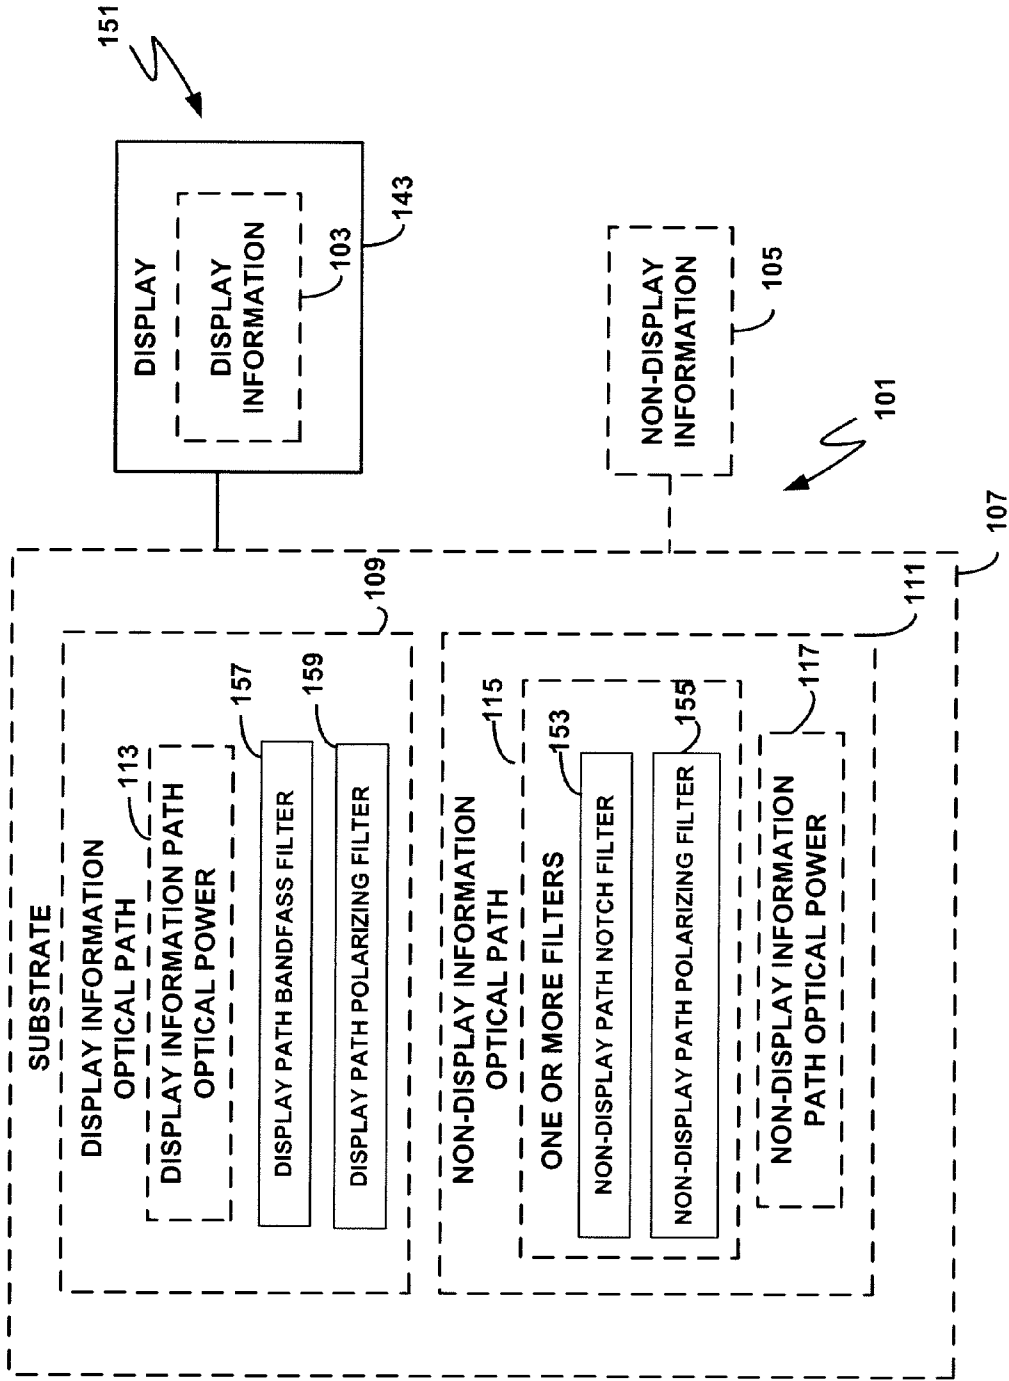 SUBSTRATE
DISPLAY INFORMATION
OPTICAL PATH
109
113
DISPLAY INFORMATION PATH
OPTICAL POWER
157
DISPLAY PATH BANDFASS FILTER
159
DISPLAY PATH POLARIZING FILTER
NON-DISPLAY INFORMATION
OPTICAL PATH
111
115
ONE OR MORE FILTERS
153
NON-DISPLAY PATH NOTCH FILTER
155
NON-DISPLAY PATH POLARIZING FILTER
117
NON-DISPLAY INFORMATION
PATH OPTICAL POWER
107
151
DISPLAY
DISPLAY
INFORMATION
103
143
NON-DISPLAY
INFORMATION
105
101